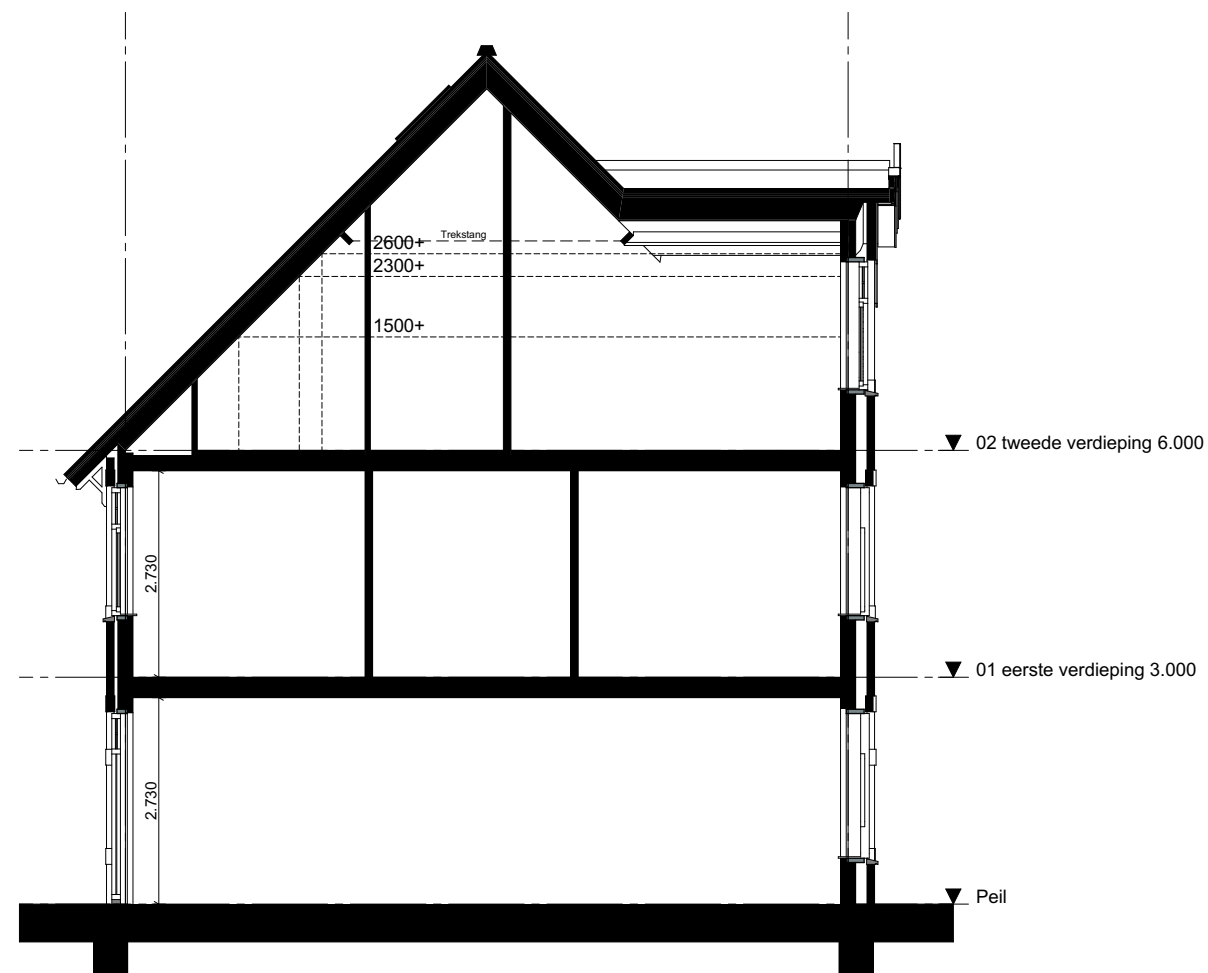 Trekstang
2600+
2300+
1500+
02 tweede verdieping 6.000
2.730
01 eerste verdieping 3.000
2.730
Peil